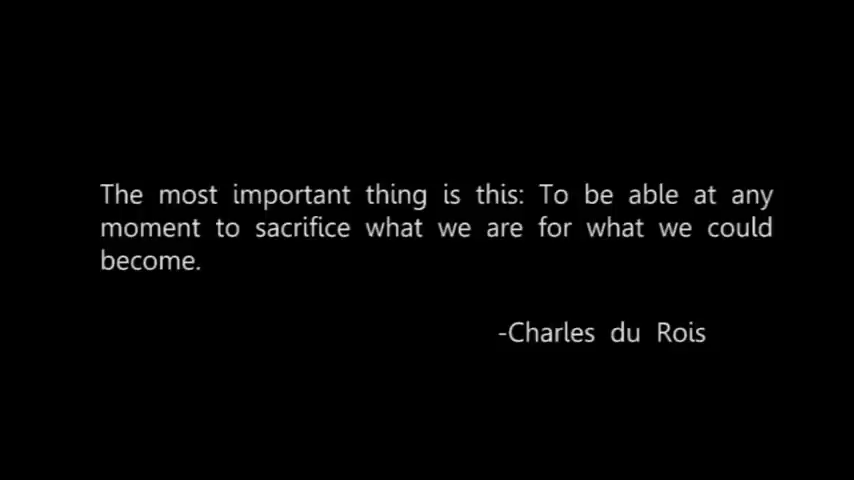 The most important thing is this: To be able at any
moment to sacrifice what we are for what we could
become.
-Charles du Rois